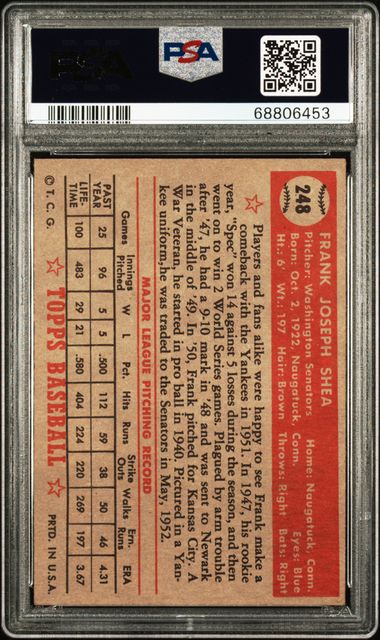 PSA
PSA
68806453
248
FRANK JOSEPH SHEA
Pitcher: Washington Senators Home: Naugatuck, Conn.
Born: Oct. 2, 1922, Naugatuck, Conn. Eyes: Blue
Ht.: 6' Wt.: 197 Hair: Brown Throws: Right Bats: Right
Players and fans alike were happy to see Frank make a
comeback with the Yankees in 1951. In 1947, his rookie
year, "Spec" won 14 against 5 losses during the season, and then
went on to win 2 World Series games. Plagued by arm trouble
after '47, he had a 9-10 mark in '48 and was sent to Newark
in the middle of '49. In '50, Frank pitched for Kansas City. A
War Veteran, he started in pro ball in 1940. Pictured in a Yan-
kee uniform, he was traded to the Senators in May, 1952.
MAJOR LEAGUE PITCHING RECORD
Games Innings Pitched W L Pct. Hits Runs Strike Outs Walks Ern. Runs ERA
PAST YEAR 25 96 5 5 .500 112 59 38 50 46 4.31
LIFE-TIME 100 483 29 21 .580 404 224 220 269 197 3.67
© T.C.G. TOPPS BASEBALL PRTD. IN U.S.A.